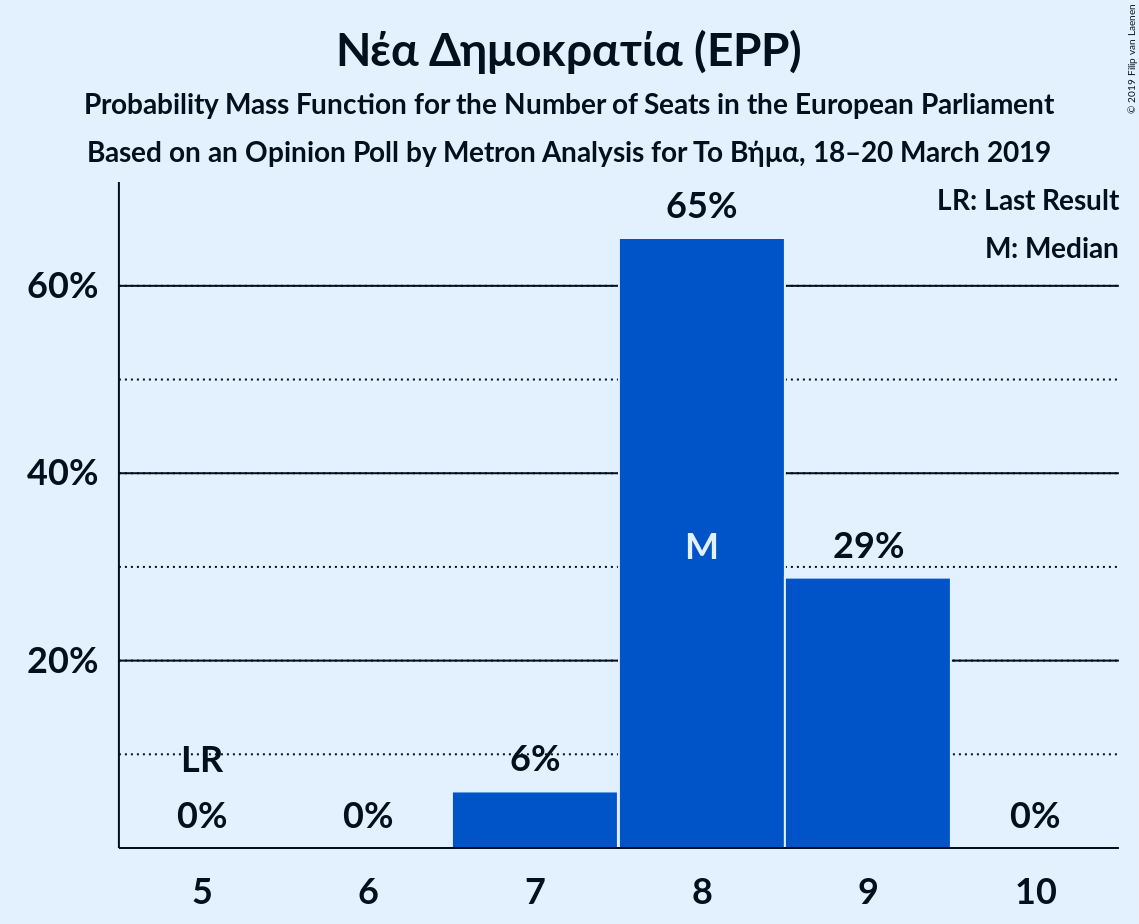 Νέα Δημοκρατία (EPP)
Probability Mass Function for the Number of Seats in the European Parliament
Based on an Opinion Poll by Metron Analysis for Το Βήμα, 18–20 March 2019
© 2019 Filip van Laenen
LR: Last Result
M: Median
65%
60%
40%
M
29%
20%
LR
6%
0%
0%
0%
5
6
7
8
9
10